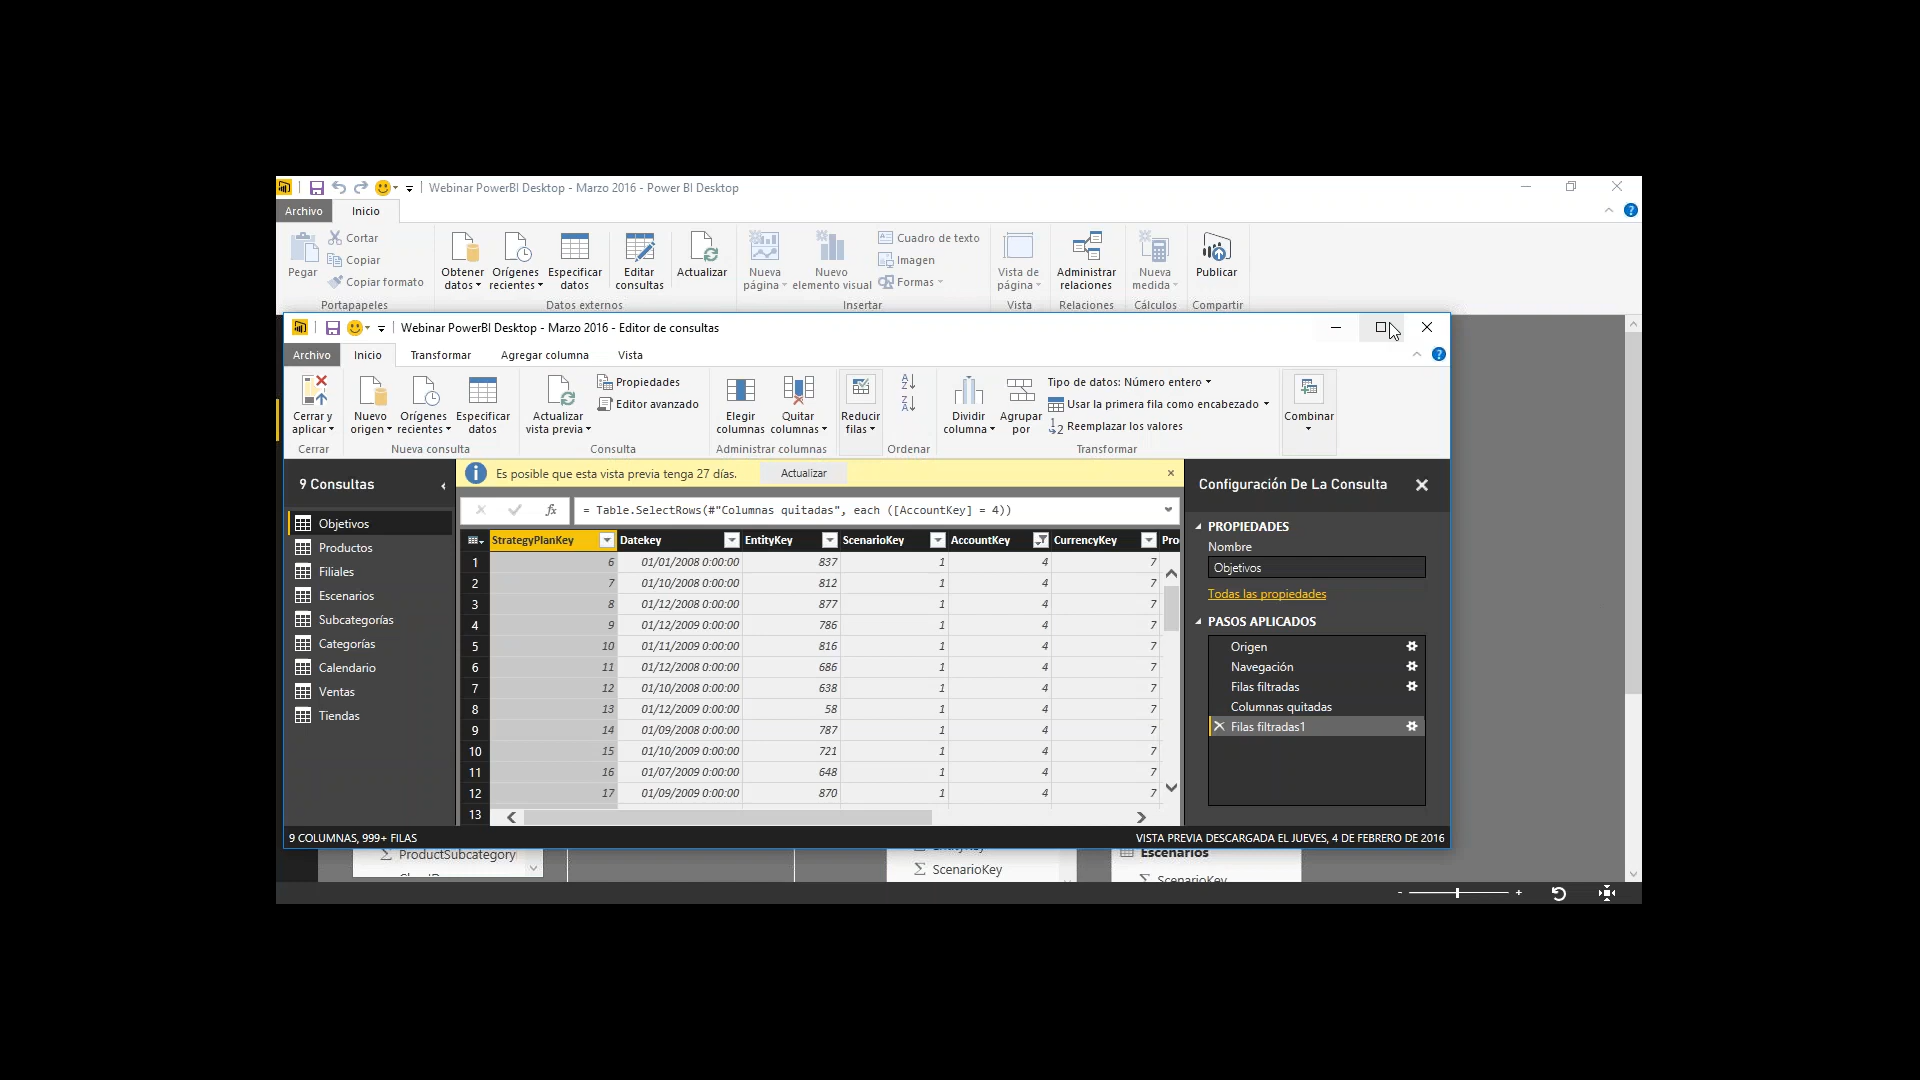 Webinar PowerBI Desktop - Marzo 2016 - Power BI Desktop
Archivo Inicio
Pegar Cortar Copiar Copiar formato
Obtener datos Orígenes recientes Especificar datos Editar consultas Actualizar
Nueva página Nuevo elemento visual Cuadro de texto Imagen Formas
Vista de página Administrar relaciones Nueva medida Publicar
Portapapeles Datos externos Insertar Vista Relaciones Cálculos Compartir
Webinar PowerBI Desktop - Marzo 2016 - Editor de consultas
Archivo Inicio Transformar Agregar columna Vista
Cerrar y aplicar Nuevo origen Orígenes recientes Especificar datos
Actualizar vista previa Propiedades Editor avanzado
Elegir columnas Quitar columnas Reducir filas
Dividir columna Agrupar por
Tipo de datos: Número entero
Usar la primera fila como encabezado
Reemplazar los valores
Combinar
Cerrar Nueva consulta Consulta Administrar columnas Ordenar Transformar
9 Consultas
Objetivos
Productos
Filiales
Escenarios
Subcategorías
Categorías
Calendario
Ventas
Tiendas
Es posible que esta vista previa tenga 27 días. Actualizar
fx = Table.SelectRows(#"Columnas quitadas", each ([AccountKey] = 4))
StrategyPlanKey Datekey EntityKey ScenarioKey AccountKey CurrencyKey Pro
1 6 01/01/2008 0:00:00 837 1 4 7
2 7 01/10/2008 0:00:00 812 1 4 7
3 8 01/12/2008 0:00:00 877 1 4 7
4 9 01/12/2009 0:00:00 786 1 4 7
5 10 01/11/2009 0:00:00 816 1 4 7
6 11 01/12/2008 0:00:00 686 1 4 7
7 12 01/10/2008 0:00:00 638 1 4 7
8 13 01/12/2009 0:00:00 58 1 4 7
9 14 01/09/2008 0:00:00 787 1 4 7
10 15 01/10/2009 0:00:00 721 1 4 7
11 16 01/07/2009 0:00:00 648 1 4 7
12 17 01/09/2009 0:00:00 870 1 4 7
13
Configuración De La Consulta
PROPIEDADES
Nombre
Objetivos
Todas las propiedades
PASOS APLICADOS
Origen
Navegación
Filas filtradas
Columnas quitadas
Filas filtradas1
9 COLUMNAS, 999+ FILAS
VISTA PREVIA DESCARGADA EL JUEVES, 4 DE FEBRERO DE 2016
ProductSubcategory
ScenarioKey
Escenarios
ScenarioKey